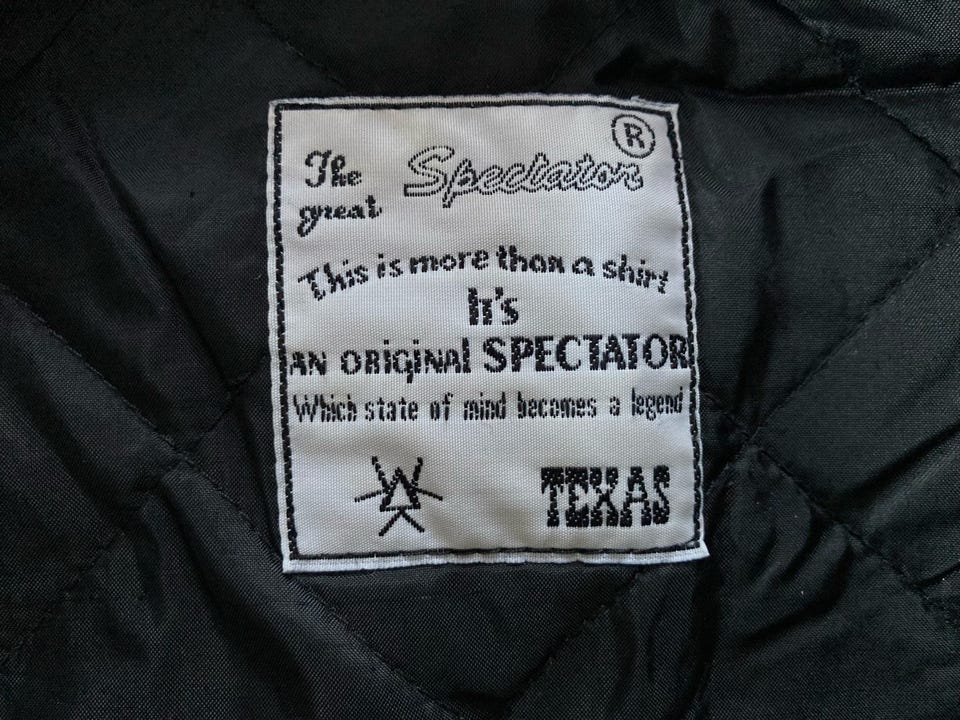 The great Spectator ®
This is more than a shirt
It's
AN ORIGINAL SPECTATOR
Which state of mind becomes a legend
TEXAS